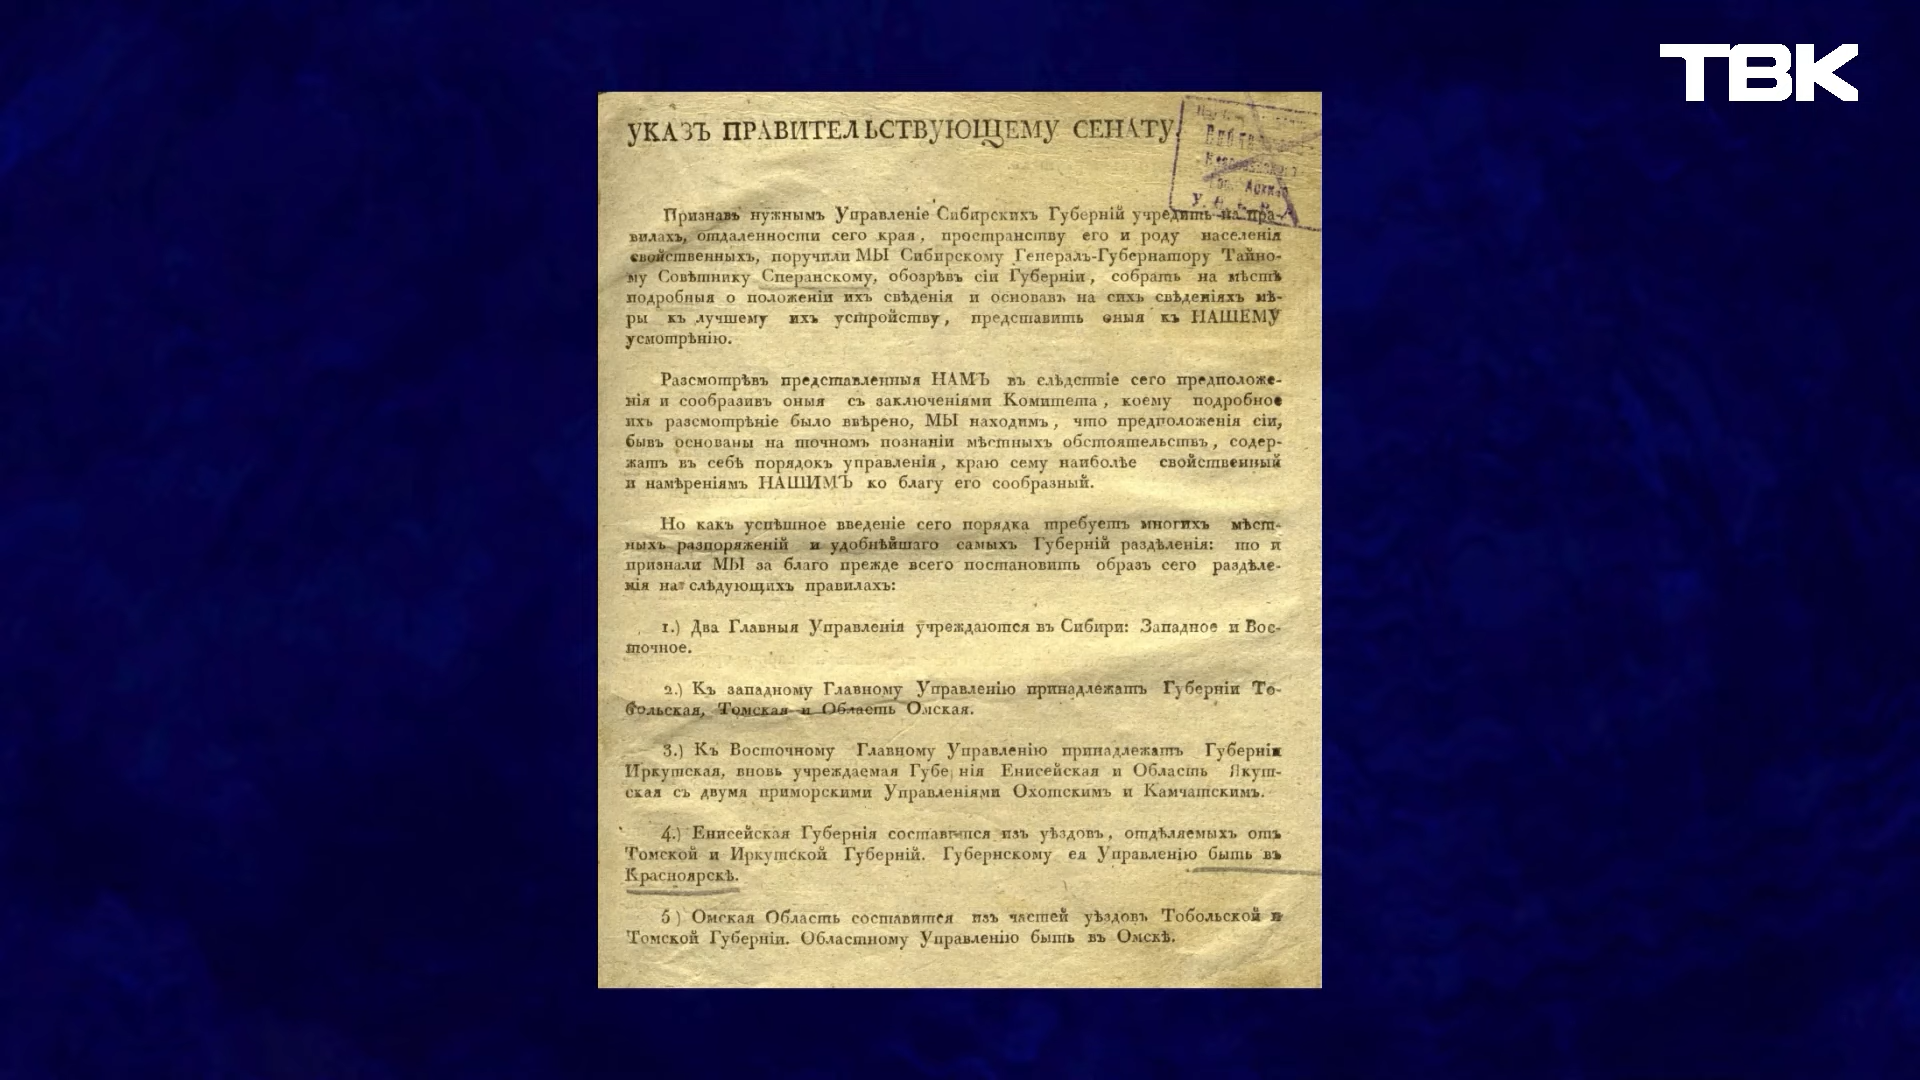 ТВК
УКАЗЪ ПРАВИТЕЛЬСТВУЮЩЕМУ СЕНАТУ.
Признавъ нужнымъ Управленіе Сибирскихъ Губерній учредить на пра-
вилахъ, отдаленности сего края, пространству его и роду населенія
свойственныхъ, поручили МЫ Сибирскому Генералъ-Губернатору Тайно-
му Совѣтнику Сперанскому, обозрѣвъ сіи Губерніи, собрать на мѣстѣ
подробныя о положеніи ихъ свѣденія и основавъ на сихъ свѣденіяхъ мѣ-
ры къ лучшему ихъ устройству, представить оныя къ НАШЕМУ
усмотрѣнію.
Разсмотрѣвъ представленныя НАМЪ въ слѣдствіе сего предположе-
нія и сообразивъ оныя съ заключеніями Комитета, коему подробное
ихъ разсмотрѣніе было ввѣрено, МЫ находимъ, что предположенія сіи,
бывъ основаны на точномъ познаніи мѣстныхъ обстоятельствъ, содер-
жатъ въ себѣ порядокъ управленія, краю сему наиболѣе свойственный
и намѣреніямъ НАШИМЪ ко благу его сообразный.
Но какъ успѣшное введеніе сего порядка требуетъ многихъ мѣст-
ныхъ разпоряженій и удобнѣйшаго самыхъ Губерній раздѣленія: то и
признали МЫ за благо прежде всего постановить образъ сего раздѣле-
нія на слѣдующихъ правилахъ:
1.) Два Главныя Управленія учреждаются въ Сибири: Западное и Вос-
точное.
2.) Къ западному Главному Управленію принадлежатъ Губерніи То-
больская, Томская и Область Омская.
3.) Къ Восточному Главному Управленію принадлежатъ Губернія
Иркутская, вновь учреждаемая Губернія Енисейская и Область Якут-
ская съ двумя приморскими Управленіями Охотскимъ и Камчатскимъ.
4.) Енисейская Губернія составится изъ уѣздовъ, отдѣляемыхъ отъ
Томской и Иркутской Губерній. Губернскому ея Управленію быть въ
Красноярскѣ.
5) Омская Область составится изъ частей уѣздовъ Тобольской и
Томской Губерніи. Областному Управленію быть въ Омскѣ.